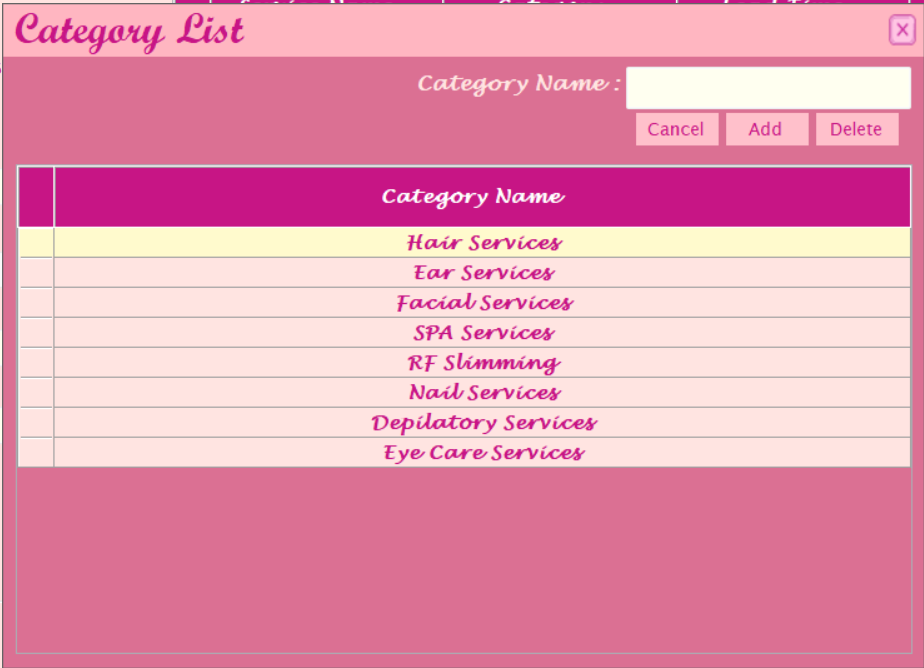 Category List
X
Category Name :
Cancel Add Delete
Category Name
Hair Services
Ear Services
Facial Services
SPA Services
RF Slimming
Nail Services
Depilatory Services
Eye Care Services